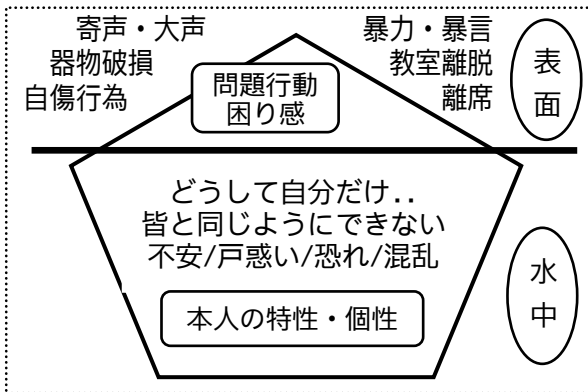 寄声・大声
器物破損
自傷行為
暴力・暴言
教室離脱
離席
表面
問題行動
困り感
どうして自分だけ‥
皆と同じようにできない
不安/戸惑い/恐れ/混乱
水中
本人の特性・個性